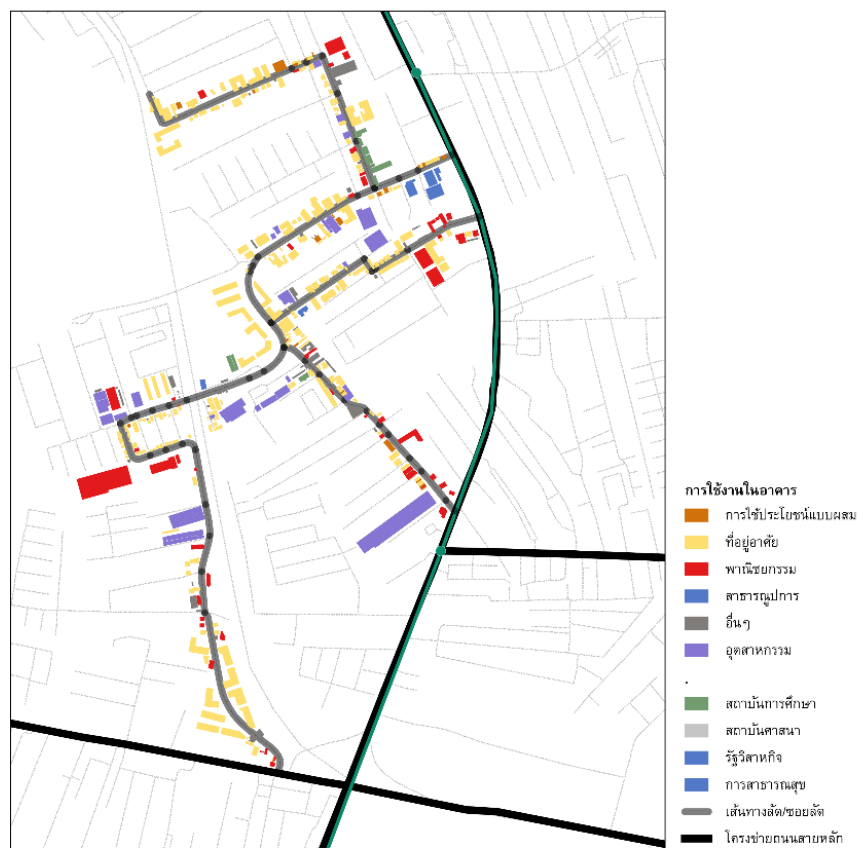 การใช้งานในอาคาร
การใช้ประโยชน์แบบผสม
ที่อยู่อาศัย
พาณิชยกรรม
สาธารณูปการ
อื่นๆ
อุตสาหกรรม
.
สถาบันการศึกษา
สถาบันศาสนา
รัฐวิสาหกิจ
การสาธารณสุข
เส้นทางลัด/ซอยลัด
โครงข่ายถนนสายหลัก